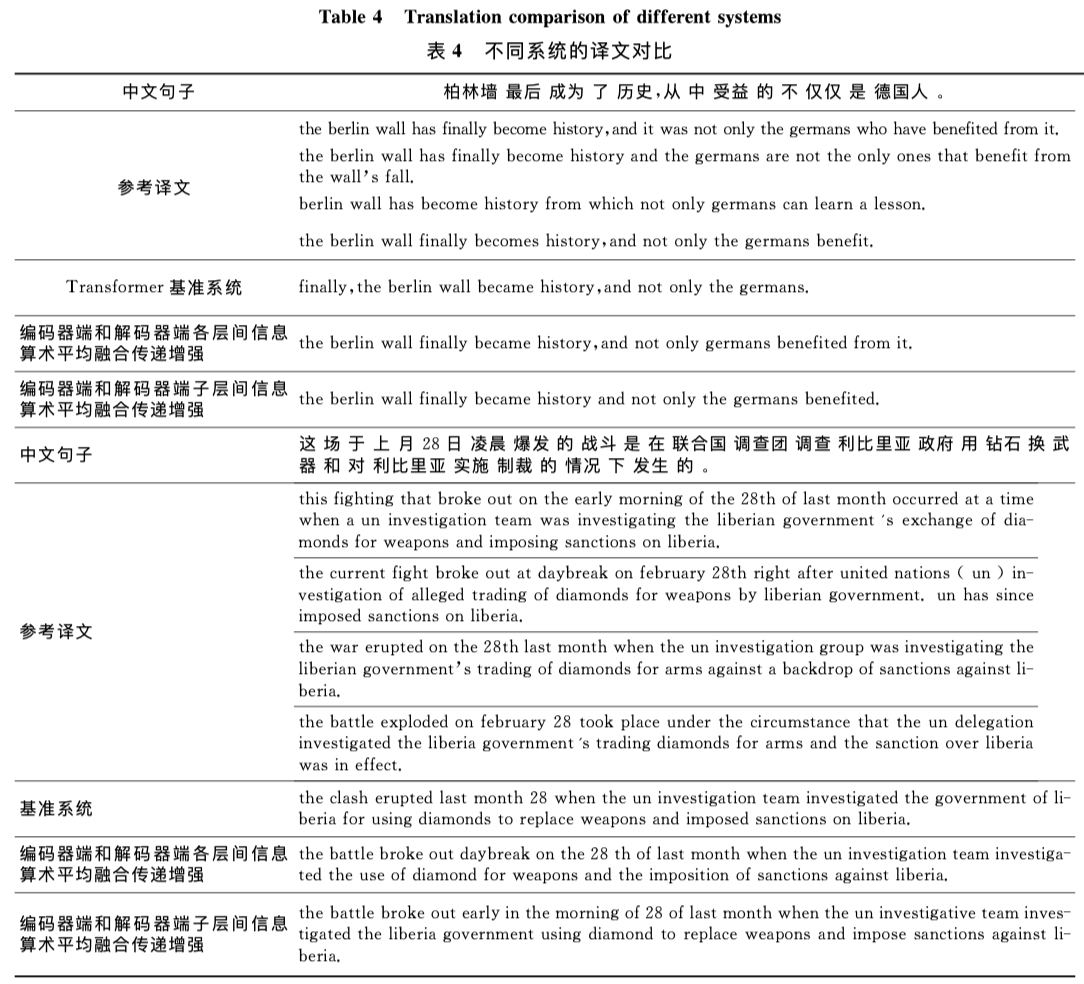 Table 4 Translation comparison of different systems
表 4 不同系统的译文对比
中文句子
柏林墙 最后 成为 了 历史,从 中 受益 的 不 仅仅 是 德国人 。
参考译文
the berlin wall has finally become history,and it was not only the germans who have benefited from it.
the berlin wall has finally become history and the germans are not the only ones that benefit from
the wall’s fall.
berlin wall has become history from which not only germans can learn a lesson.
the berlin wall finally becomes history,and not only the germans benefit.
Transformer 基准系统
finally,the berlin wall became history,and not only the germans.
编码器端和解码器端各层间信息
算术平均融合传递增强
the berlin wall finally became history,and not only germans benefited from it.
编码器端和解码器端子层间信息
算术平均融合传递增强
the berlin wall finally became history and not only the germans benefited.
中文句子
这 场 于 上 月 28 日 凌晨 爆发 的 战斗 是 在 联合国 调查团 调查 利比里亚 政府 用 钻石 换 武
器 和 对 利比里亚 实施 制裁 的 情况 下 发生 的 。
参考译文
this fighting that broke out on the early morning of the 28th of last month occurred at a time
when a un investigation team was investigating the liberian government ´s exchange of dia-
monds for weapons and imposing sanctions on liberia.
the current fight broke out at daybreak on february 28th right after united nations ( un ) in-
vestigation of alleged trading of diamonds for weapons by liberian government. un has since
imposed sanctions on liberia.
the war erupted on the 28th last month when the un investigation group was investigating the
liberian government’s trading of diamonds for arms against a backdrop of sanctions against li-
beria.
the battle exploded on february 28 took place under the circumstance that the un delegation
investigated the liberia government ´s trading diamonds for arms and the sanction over liberia
was in effect.
基准系统
the clash erupted last month 28 when the un investigation team investigated the government of li-
beria for using diamonds to replace weapons and imposed sanctions on liberia.
编码器端和解码器端各层间信息
算术平均融合传递增强
the battle broke out daybreak on the 28 th of last month when the un investigation team investiga-
ted the use of diamond for weapons and the imposition of sanctions against liberia.
编码器端和解码器端子层间信息
算术平均融合传递增强
the battle broke out early in the morning of 28 of last month when the un investigative team inves-
tigated the liberia government using diamond to replace weapons and impose sanctions against li-
beria.